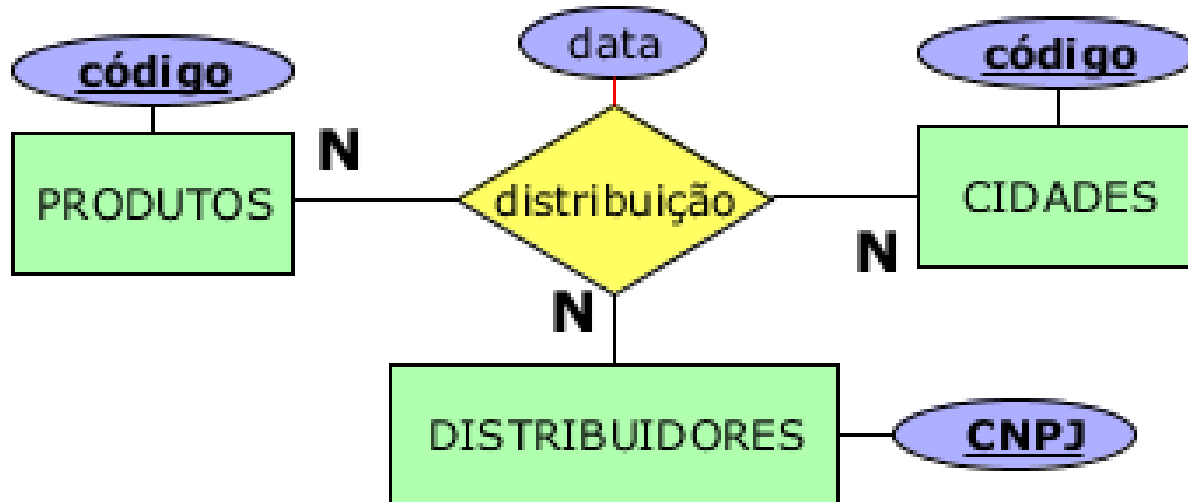 código
data
código
N
PRODUTOS
distribuição
CIDADES
N
N
DISTRIBUIDORES
CNPJ